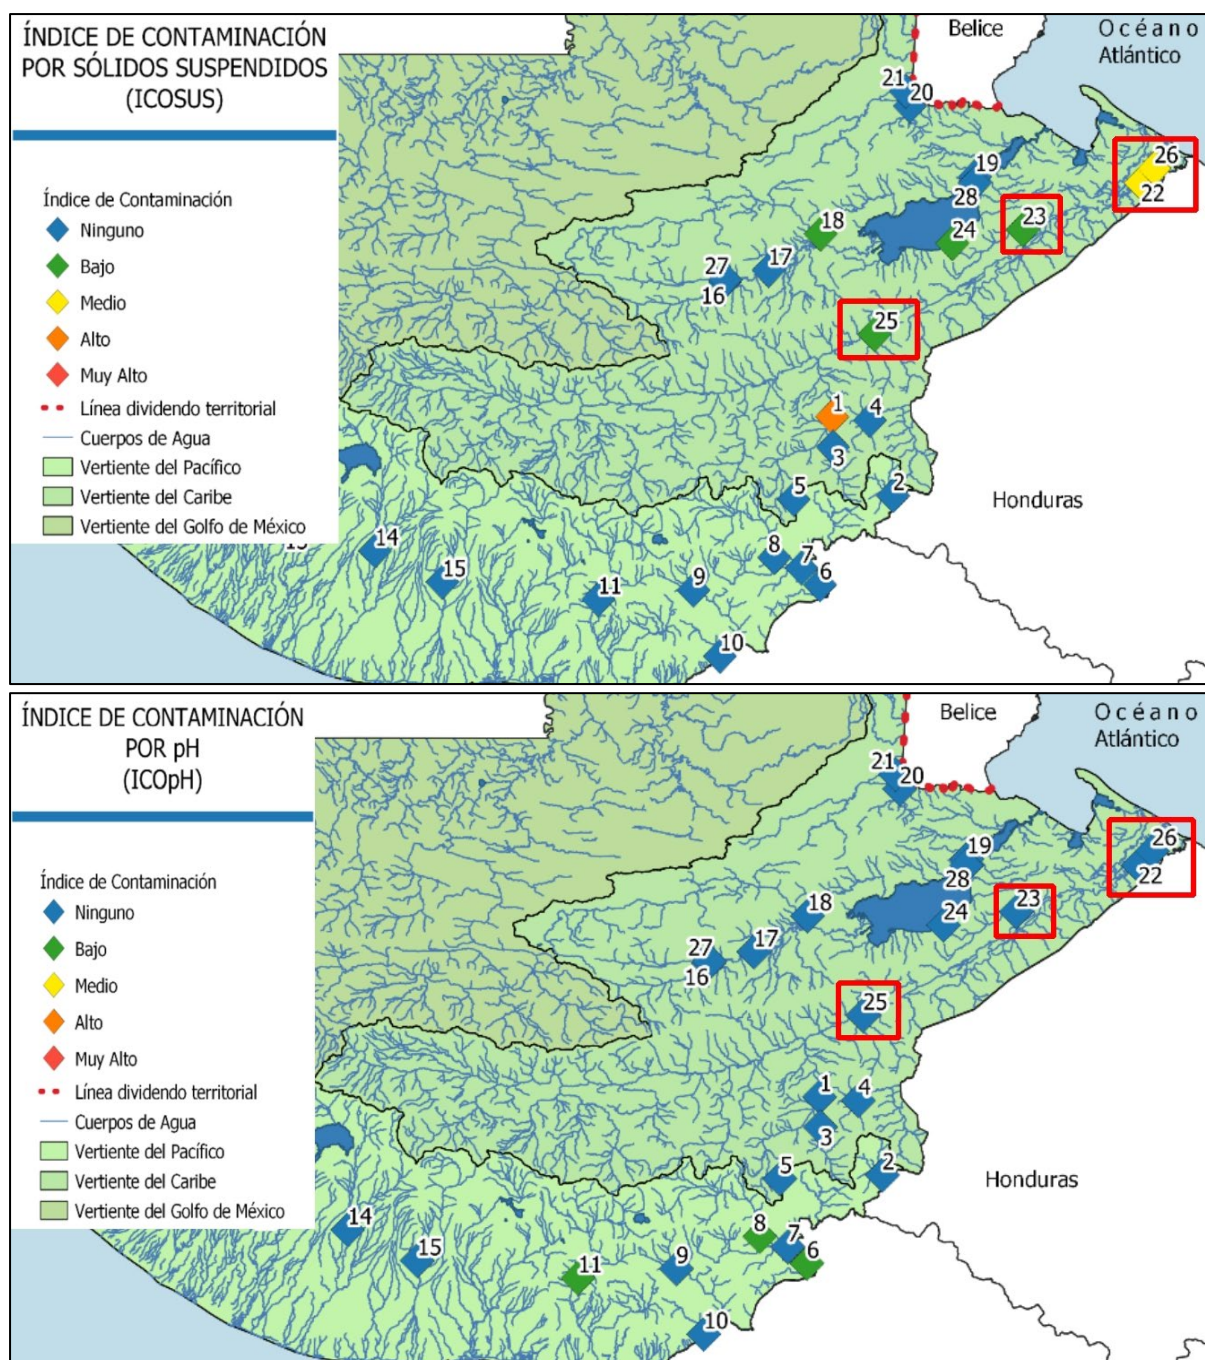 ÍNDICE DE CONTAMINACIÓN
POR SÓLIDOS SUSPENDIDOS
(ICOSUS)
Índice de Contaminación
Ninguno
Bajo
Medio
Alto
Muy Alto
Línea dividendo territorial
Cuerpos de Agua
Vertiente del Pacífico
Vertiente del Caribe
Vertiente del Golfo de México
Belice
Océano
Atlántico
21
20
26
22
19
28
23
18
24
17
27
16
25
1
4
3
2
5
Honduras
8
7
6
14
15
11
9
10
ÍNDICE DE CONTAMINACIÓN
POR pH
(ICOpH)
Índice de Contaminación
Ninguno
Bajo
Medio
Alto
Muy Alto
Línea dividendo territorial
Cuerpos de Agua
Vertiente del Pacífico
Vertiente del Caribe
Vertiente del Golfo de México
Belice
Océano
Atlántico
21
20
26
22
19
28
23
18
24
17
27
16
25
1
4
3
2
5
Honduras
8
7
6
14
15
11
9
10